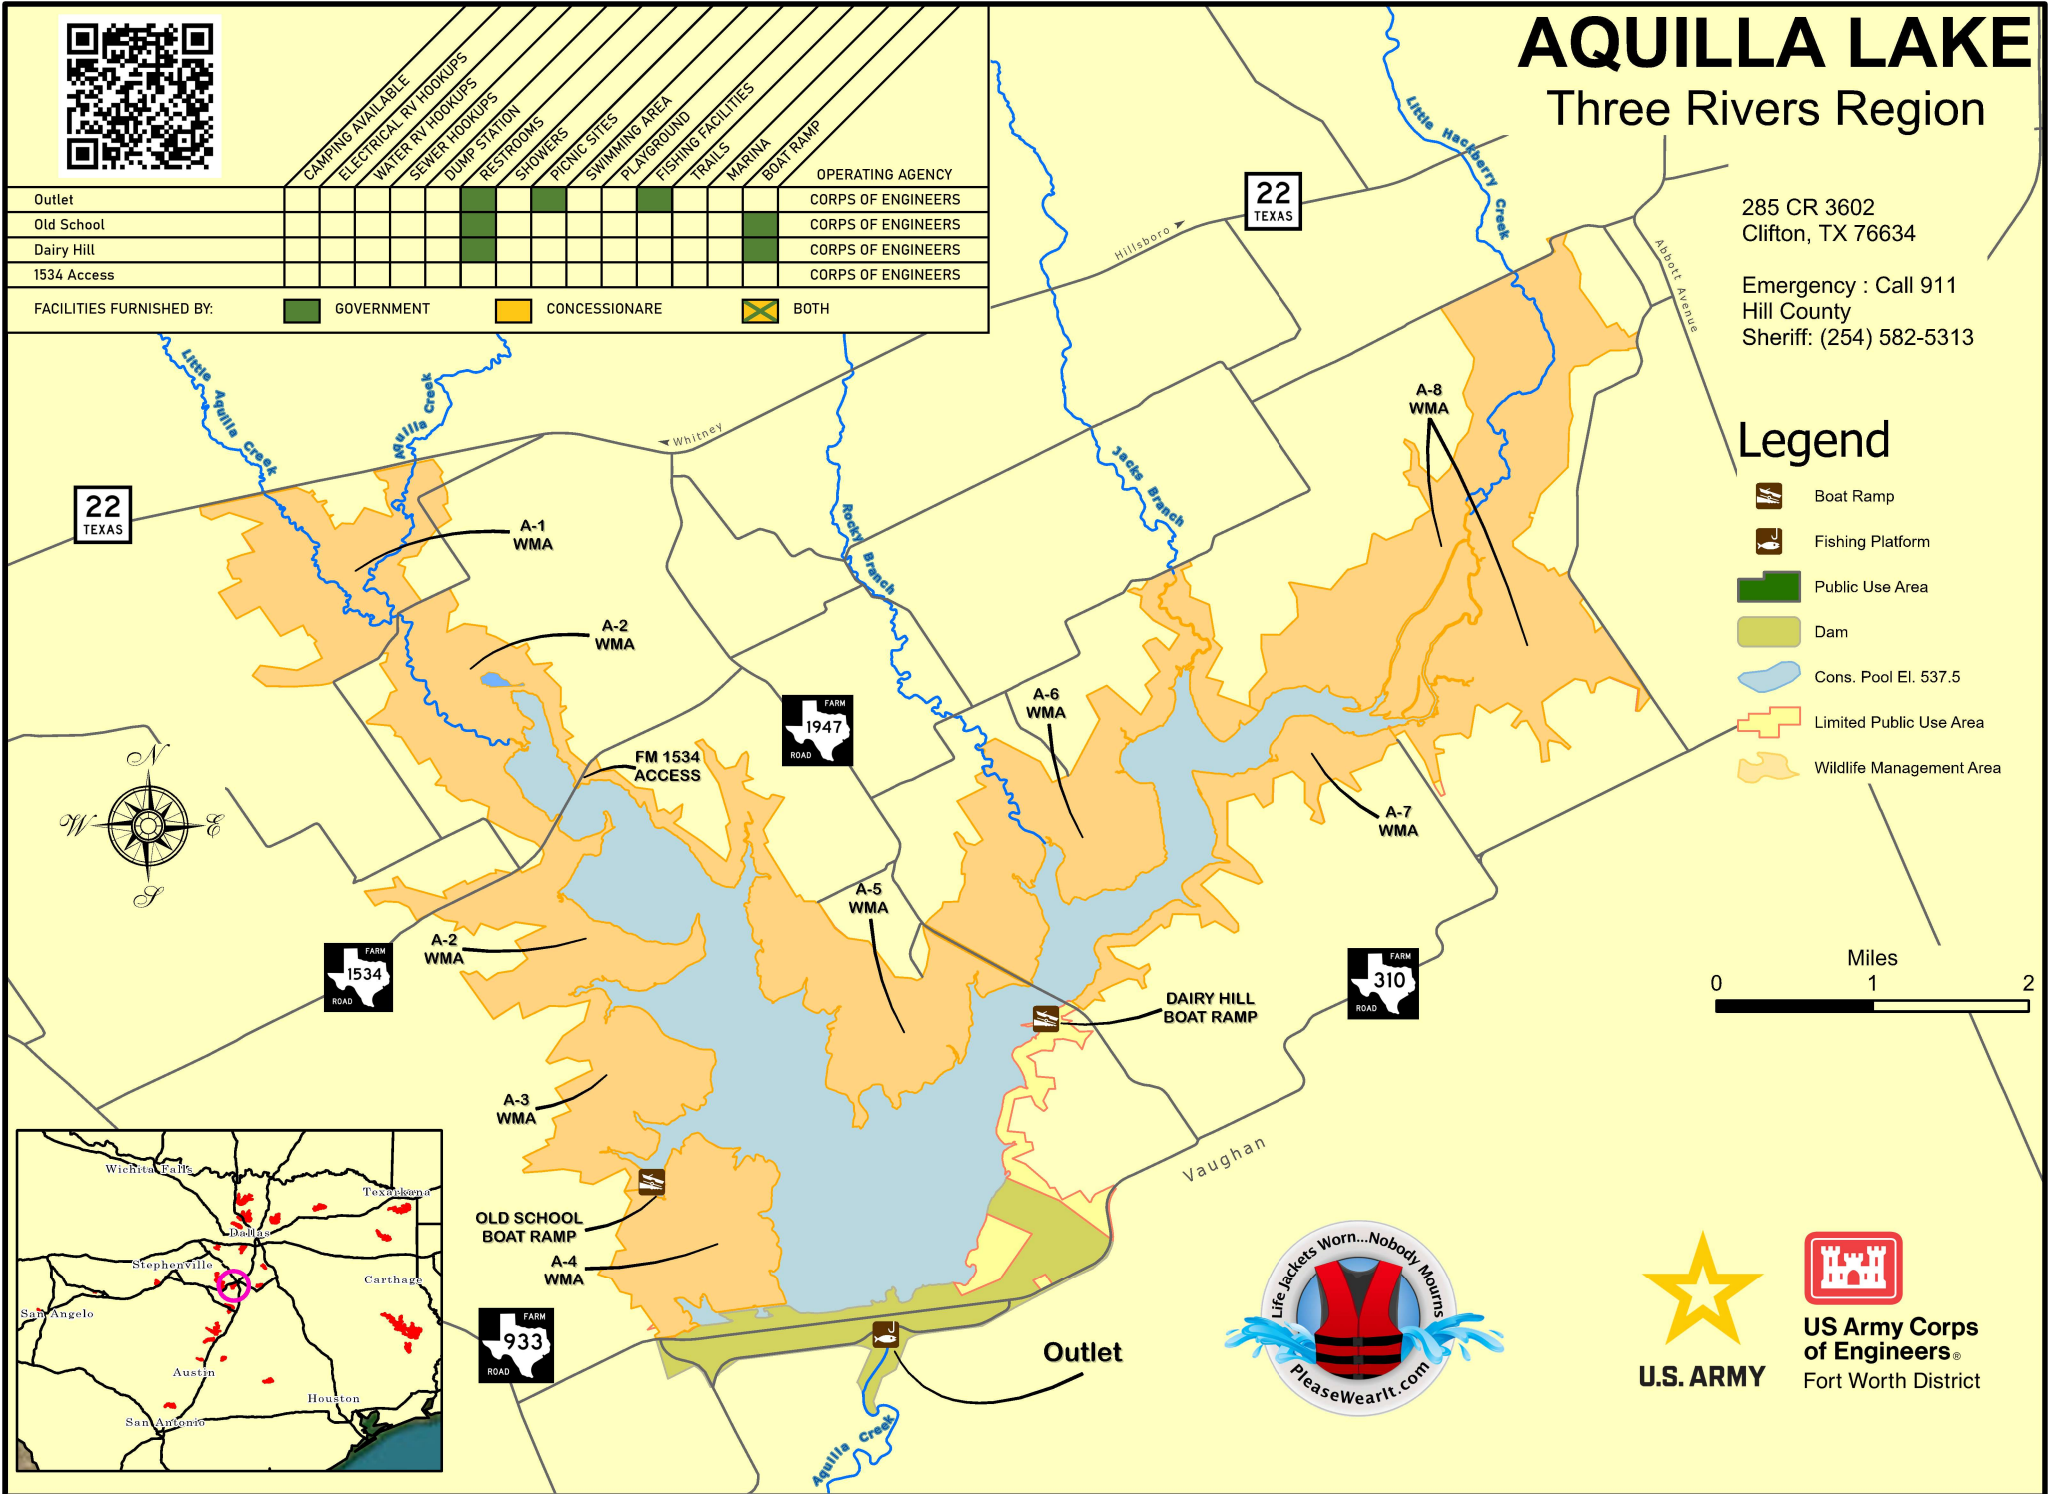 AQUILLA LAKE
Three Rivers Region
CAMPING AVAILABLE
ELECTRICAL RV HOOKUPS
WATER RV HOOKUPS
SEWER HOOKUPS
DUMP STATION
RESTROOMS
SHOWERS
PICNIC SITES
SWIMMING AREA
PLAYGROUND
FISHING FACILITIES
TRAILS
MARINA
BOAT RAMP
OPERATING AGENCY
Outlet CORPS OF ENGINEERS
Old School CORPS OF ENGINEERS
Dairy Hill CORPS OF ENGINEERS
1534 Access CORPS OF ENGINEERS
FACILITIES FURNISHED BY: GOVERNMENT CONCESSIONARE BOTH
285 CR 3602
Clifton, TX 76634
Emergency : Call 911
Hill County
Sheriff: (254) 582-5313
Legend
Boat Ramp
Fishing Platform
Public Use Area
Dam
Cons. Pool El. 537.5
Limited Public Use Area
Wildlife Management Area
Miles
0 1 2
Little Hackberry Creek
22
TEXAS
Hillsboro
Abbott Avenue
Little Aquilla Creek
Aquilla Creek
Whitney
Jacks Branch
Rocky Branch
A-8
WMA
22
TEXAS
A-1
WMA
A-2
WMA
A-6
WMA
FARM
1947
ROAD
FM 1534
ACCESS
A-7
WMA
N
W E
S
A-5
WMA
A-2
WMA
FARM
1534
ROAD
FARM
310
ROAD
DAIRY HILL
BOAT RAMP
A-3
WMA
Vaughan
OLD SCHOOL
BOAT RAMP
A-4
WMA
FARM
933
ROAD
Outlet
Aquilla Creek
Wichita Falls
Texarkana
Dallas
Stephenville
Carthage
San Angelo
Austin
Houston
San Antonio
Life Jackets Worn...Nobody Mourns
PleaseWearIt.com
U.S. ARMY
US Army Corps
of Engineers®
Fort Worth District